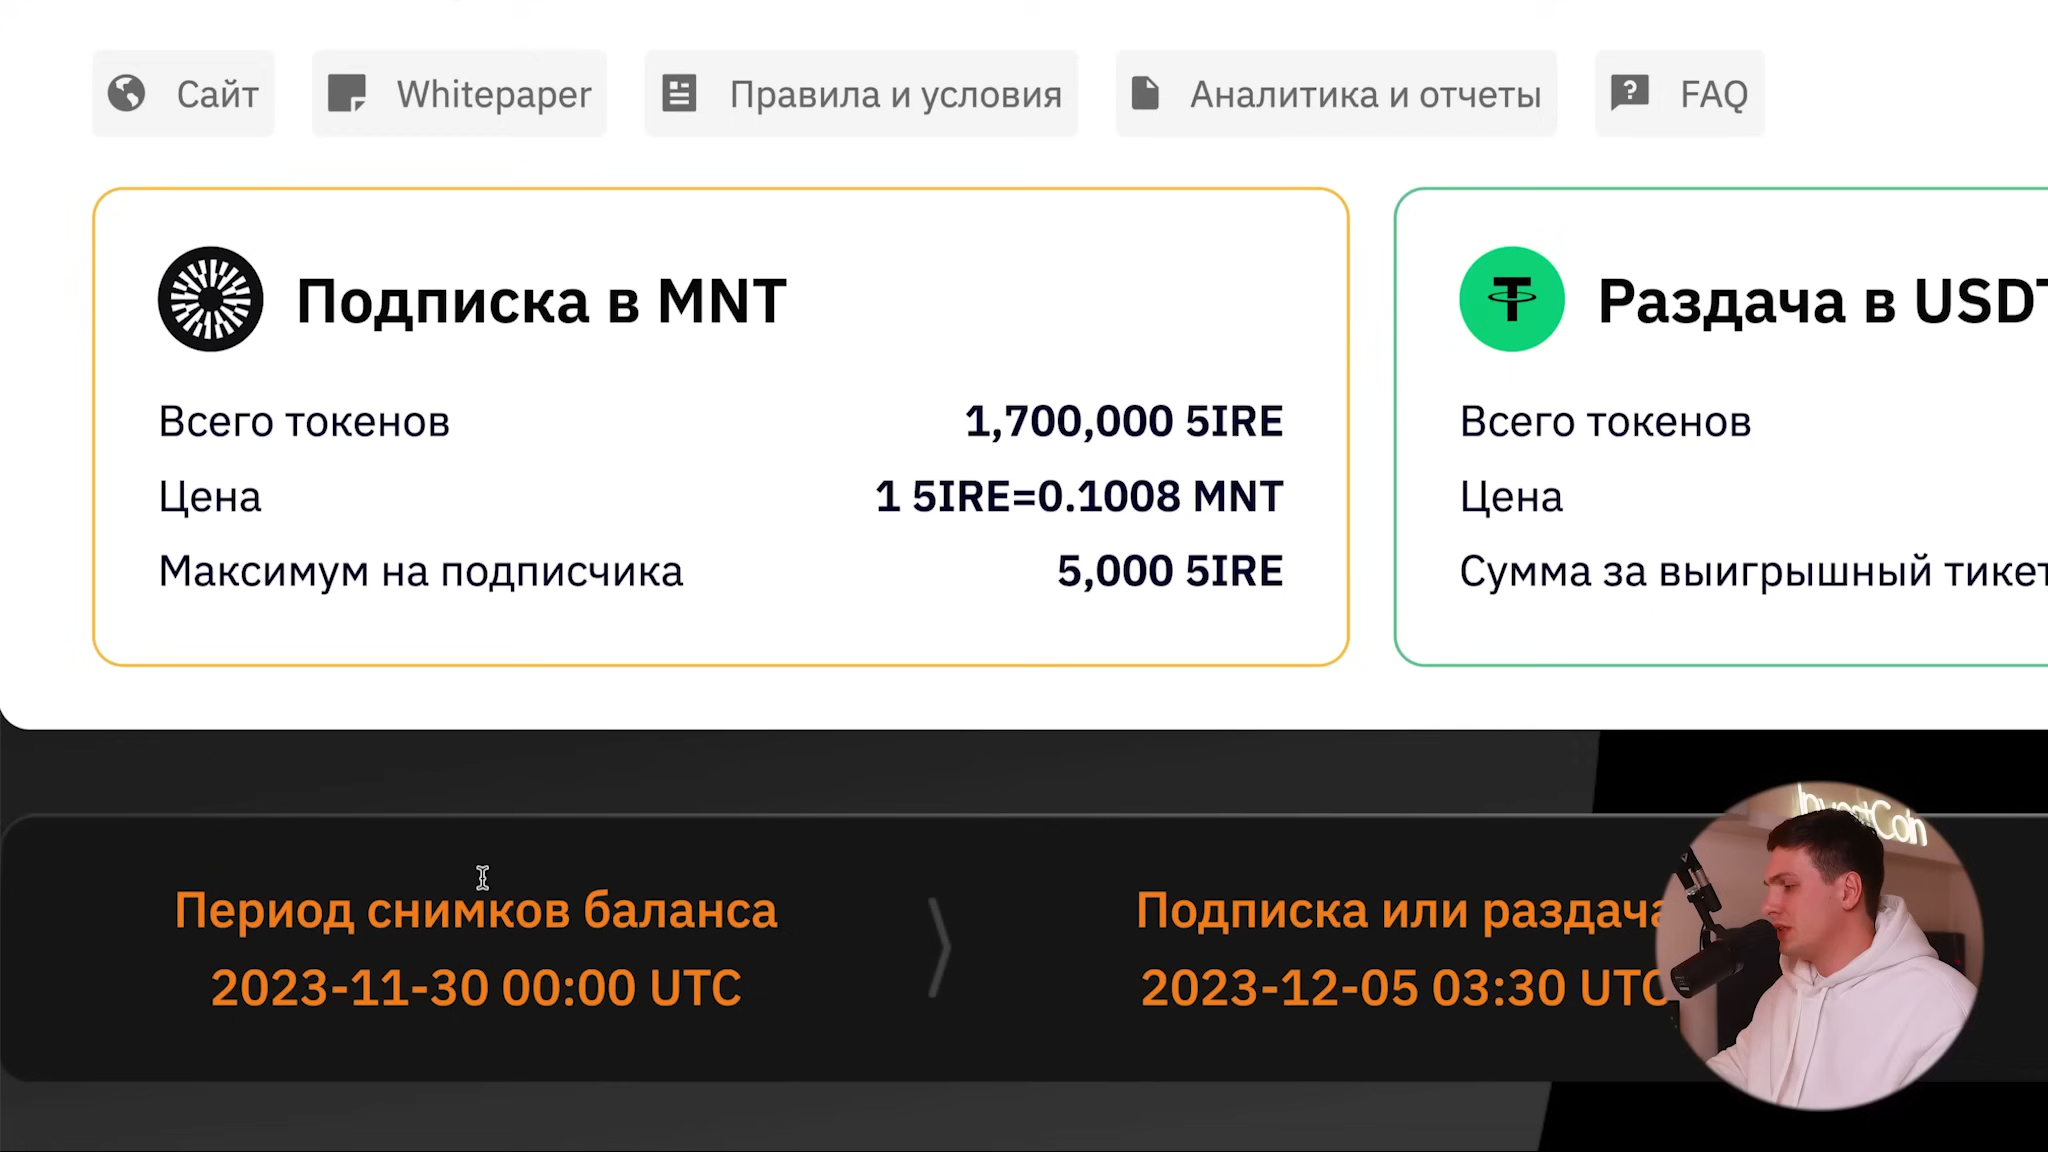 Сайт
Whitepaper
Правила и условия
Аналитика и отчеты
FAQ
Подписка в MNT
Всего токенов 1,700,000 5IRE
Цена 1 5IRE=0.1008 MNT
Максимум на подписчика 5,000 5IRE
Раздача в USDT
Всего токенов
Цена
Сумма за выигрышный тикет
Период снимков баланса
2023-11-30 00:00 UTC
Подписка или раздача
2023-12-05 03:30 UTC
InvestCoin